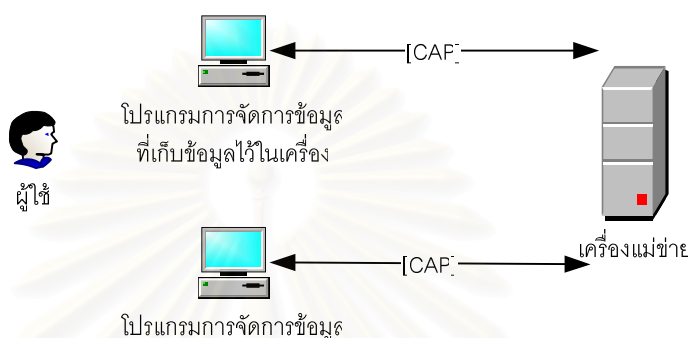 [CAP]
โปรแกรมการจัดการข้อมูล
ที่เก็บข้อมูลไว้ในเครื่อง
ผู้ใช้
เครื่องแม่ข่าย
[CAP]
โปรแกรมการจัดการข้อมูล